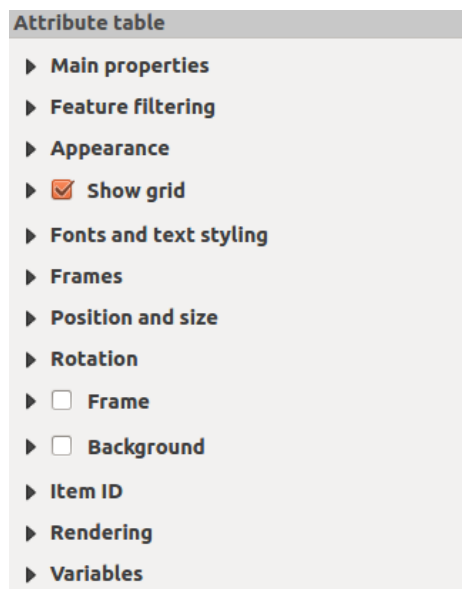 Attribute table
Main properties
Feature filtering
Appearance
Show grid
Fonts and text styling
Frames
Position and size
Rotation
Frame
Background
Item ID
Rendering
Variables